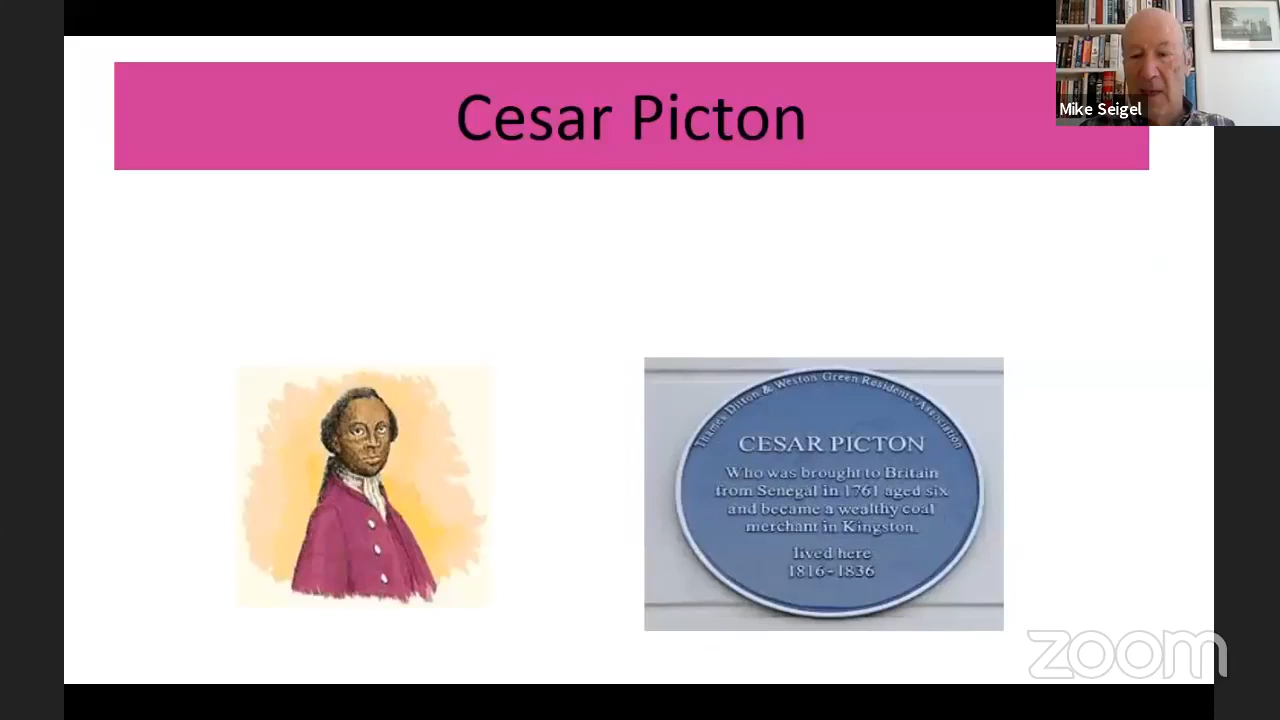 Cesar Picton
Mike Seigel
Thames Ditton & Weston Green Residents' Association
CESAR PICTON
Who was brought to Britain
from Senegal in 1761 aged six
and became a wealthy coal
merchant in Kingston.
lived here
1816-1836
zoom